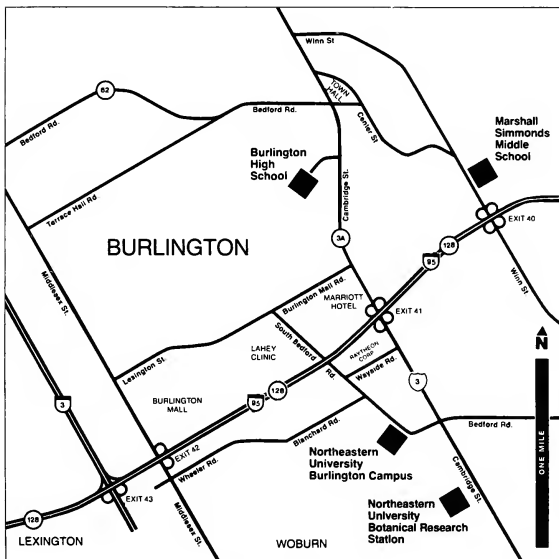 Winn St.
TOWN
HALL
62
Bedford Rd.
Bedford Rd.
Center St
Marshall
Simmonds
Middle
School
Burlington
High
School
Terrace Hall Rd.
Cambridge St.
EXIT 40
3A
128
95
Winn St
BURLINGTON
Middlesex St.
Burlington Mall Rd.
MARRIOTT
HOTEL
EXIT 41
South Bedford
Rd.
LAHEY
CLINIC
RAYTHEON
CORP
Wayside Rd.
Lexington St.
3
N
ONE MILE
3
BURLINGTON
MALL
128
95
Bedford Rd.
Blanchard Rd.
EXIT 42
Wheeler Rd.
Northeastern
University
Burlington Campus
Cambridge St.
EXIT 43
Northeastern
University
Botanical Research
Station
128
LEXINGTON
Middlesex St.
WOBURN